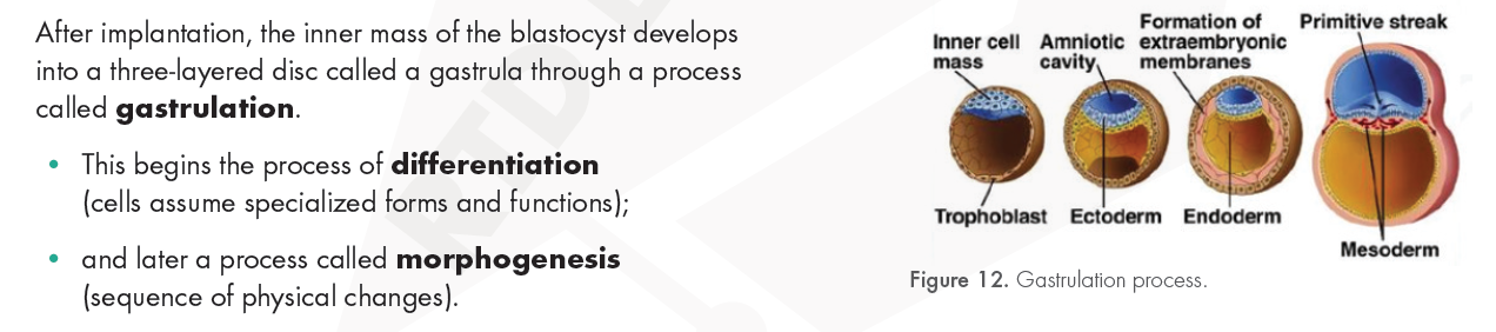 After implantation, the inner mass of the blastocyst develops
into a three-layered disc called a gastrula through a process
called gastrulation.
• This begins the process of differentiation
(cells assume specialized forms and functions);
• and later a process called morphogenesis
(sequence of physical changes).
Inner cell
mass
Amniotic
cavity
Formation of
extraembryonic
membranes
Primitive streak
Trophoblast
Ectoderm
Endoderm
Mesoderm
Figure 12. Gastrulation process.
RTD